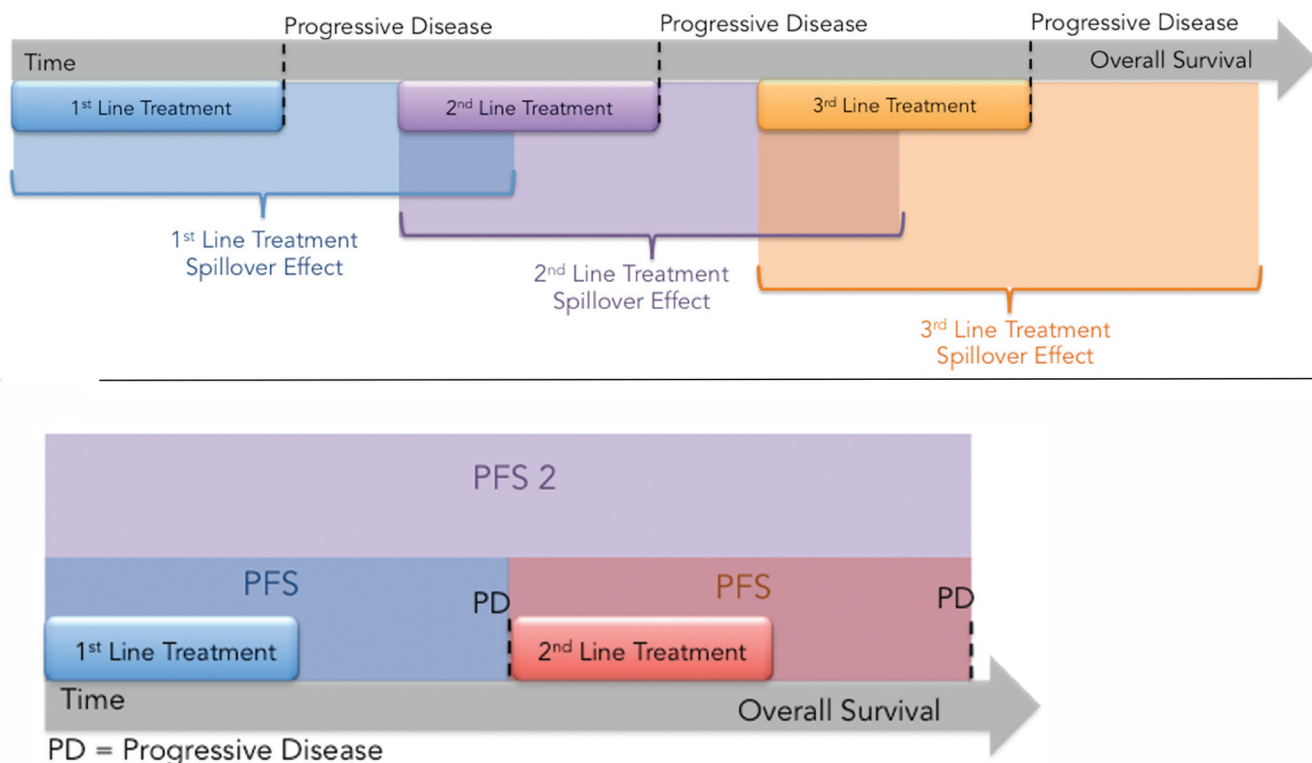 Progressive Disease
Progressive Disease
Progressive Disease
Time
Overall Survival
1st Line Treatment
2nd Line Treatment
3rd Line Treatment
1st Line Treatment
Spillover Effect
2nd Line Treatment
Spillover Effect
3rd Line Treatment
Spillover Effect
PFS 2
PFS
PD
PFS
PD
1st Line Treatment
2nd Line Treatment
Time
Overall Survival
PD = Progressive Disease